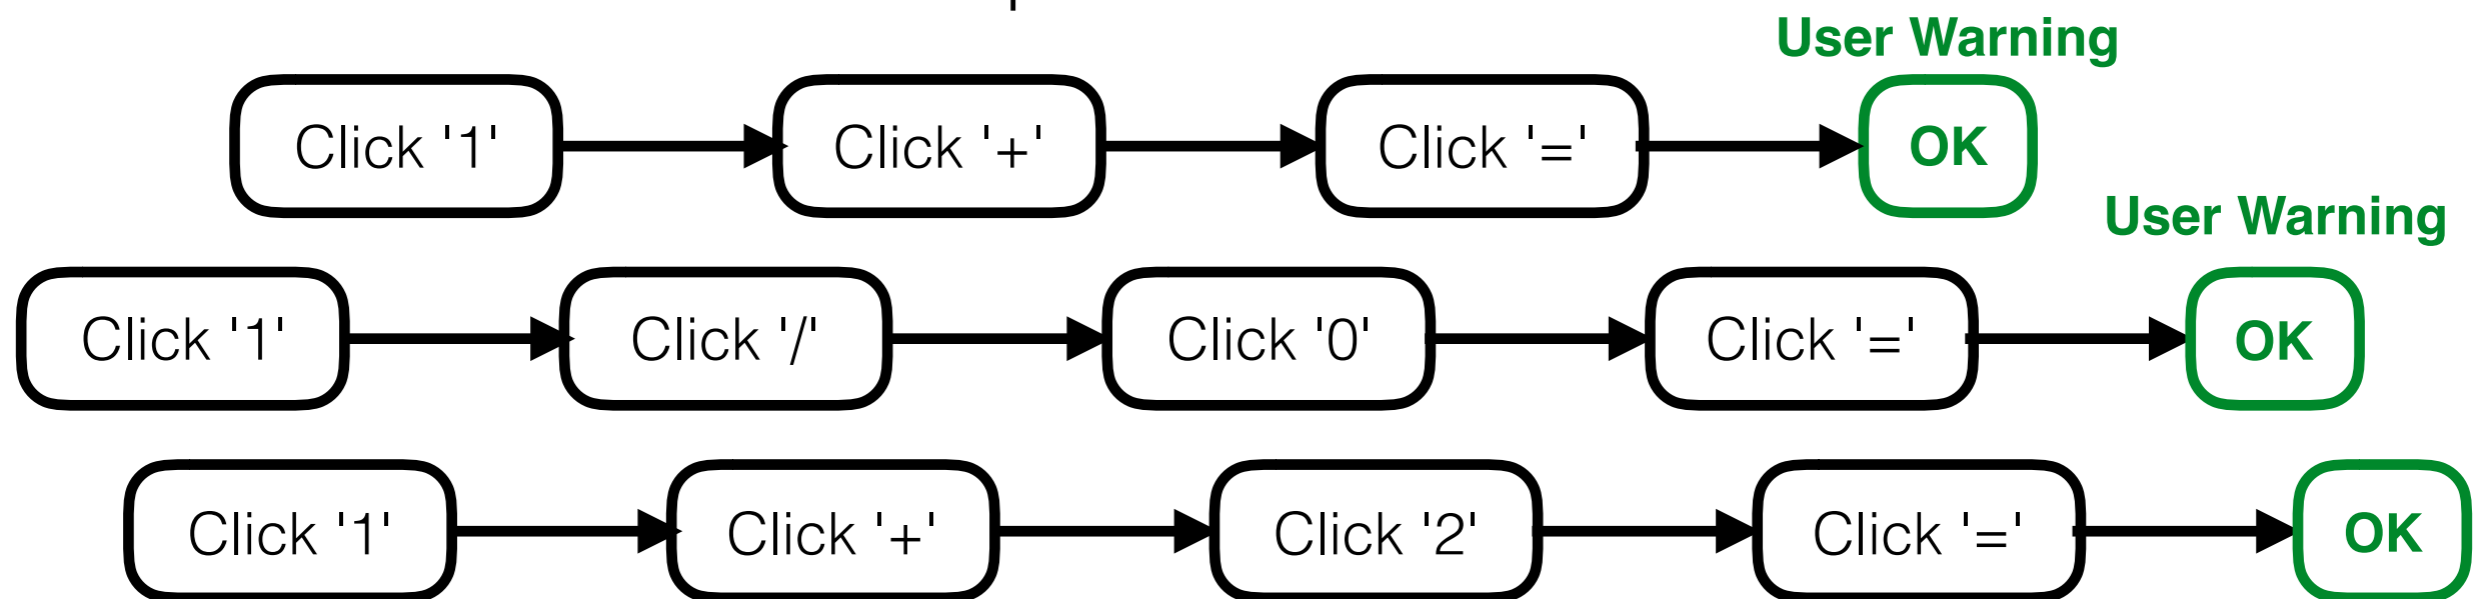 User Warning
Click '1' Click '+' Click '=' OK
User Warning
Click '1' Click '/' Click '0' Click '=' OK
Click '1' Click '+' Click '2' Click '=' OK